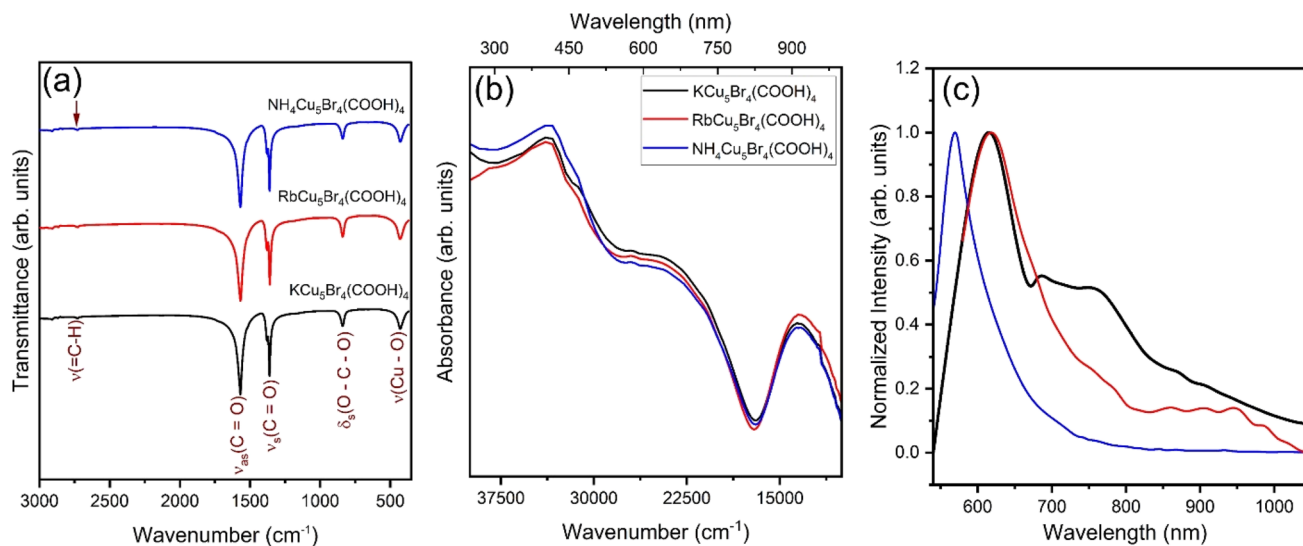 (a)
NH₄Cu₅Br₄(COOH)₄
RbCu₅Br₄(COOH)₄
KCu₅Br₄(COOH)₄
ν(=C-H)
νₐₛ(C = O)
νₛ(C = O)
δₛ(O - C - O)
ν(Cu - O)
Transmittance (arb. units)
3000 2500 2000 1500 1000 500
Wavenumber (cm⁻¹)
Wavelength (nm)
300 450 600 750 900
(b)
KCu₅Br₄(COOH)₄
RbCu₅Br₄(COOH)₄
NH₄Cu₅Br₄(COOH)₄
Absorbance (arb. units)
37500 30000 22500 15000
Wavenumber (cm⁻¹)
(c)
Normalized Intensity (arb. units)
1.2
1.0
0.8
0.6
0.4
0.2
0.0
600 700 800 900 1000
Wavelength (nm)